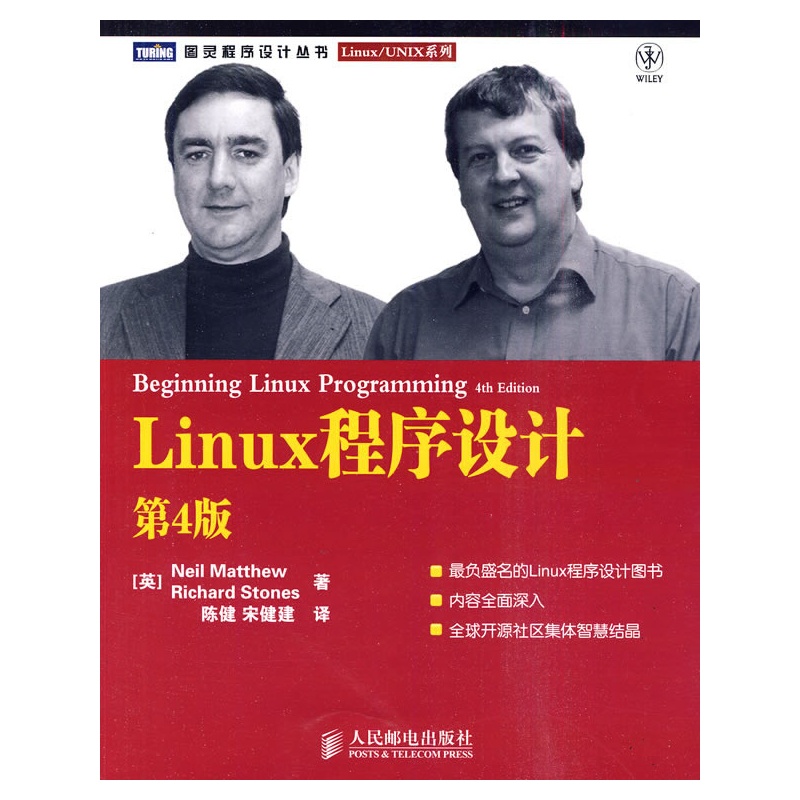 TURING 图灵程序设计丛书 Linux/UNIX系列
WILEY
Beginning Linux Programming 4th Edition
Linux程序设计
第4版
[英] Neil Matthew
Richard Stones 著
陈健 宋健建 译
最负盛名的Linux程序设计图书
内容全面深入
全球开源社区集体智慧结晶
人民邮电出版社
POSTS & TELECOM PRESS